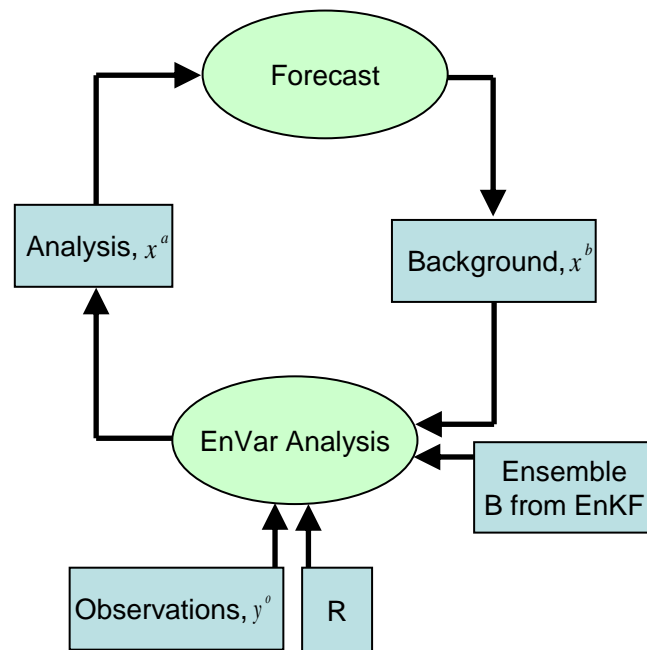 Forecast
Analysis, x^a
Background, x^b
EnVar Analysis
Ensemble
B from EnKF
Observations, y^o
R